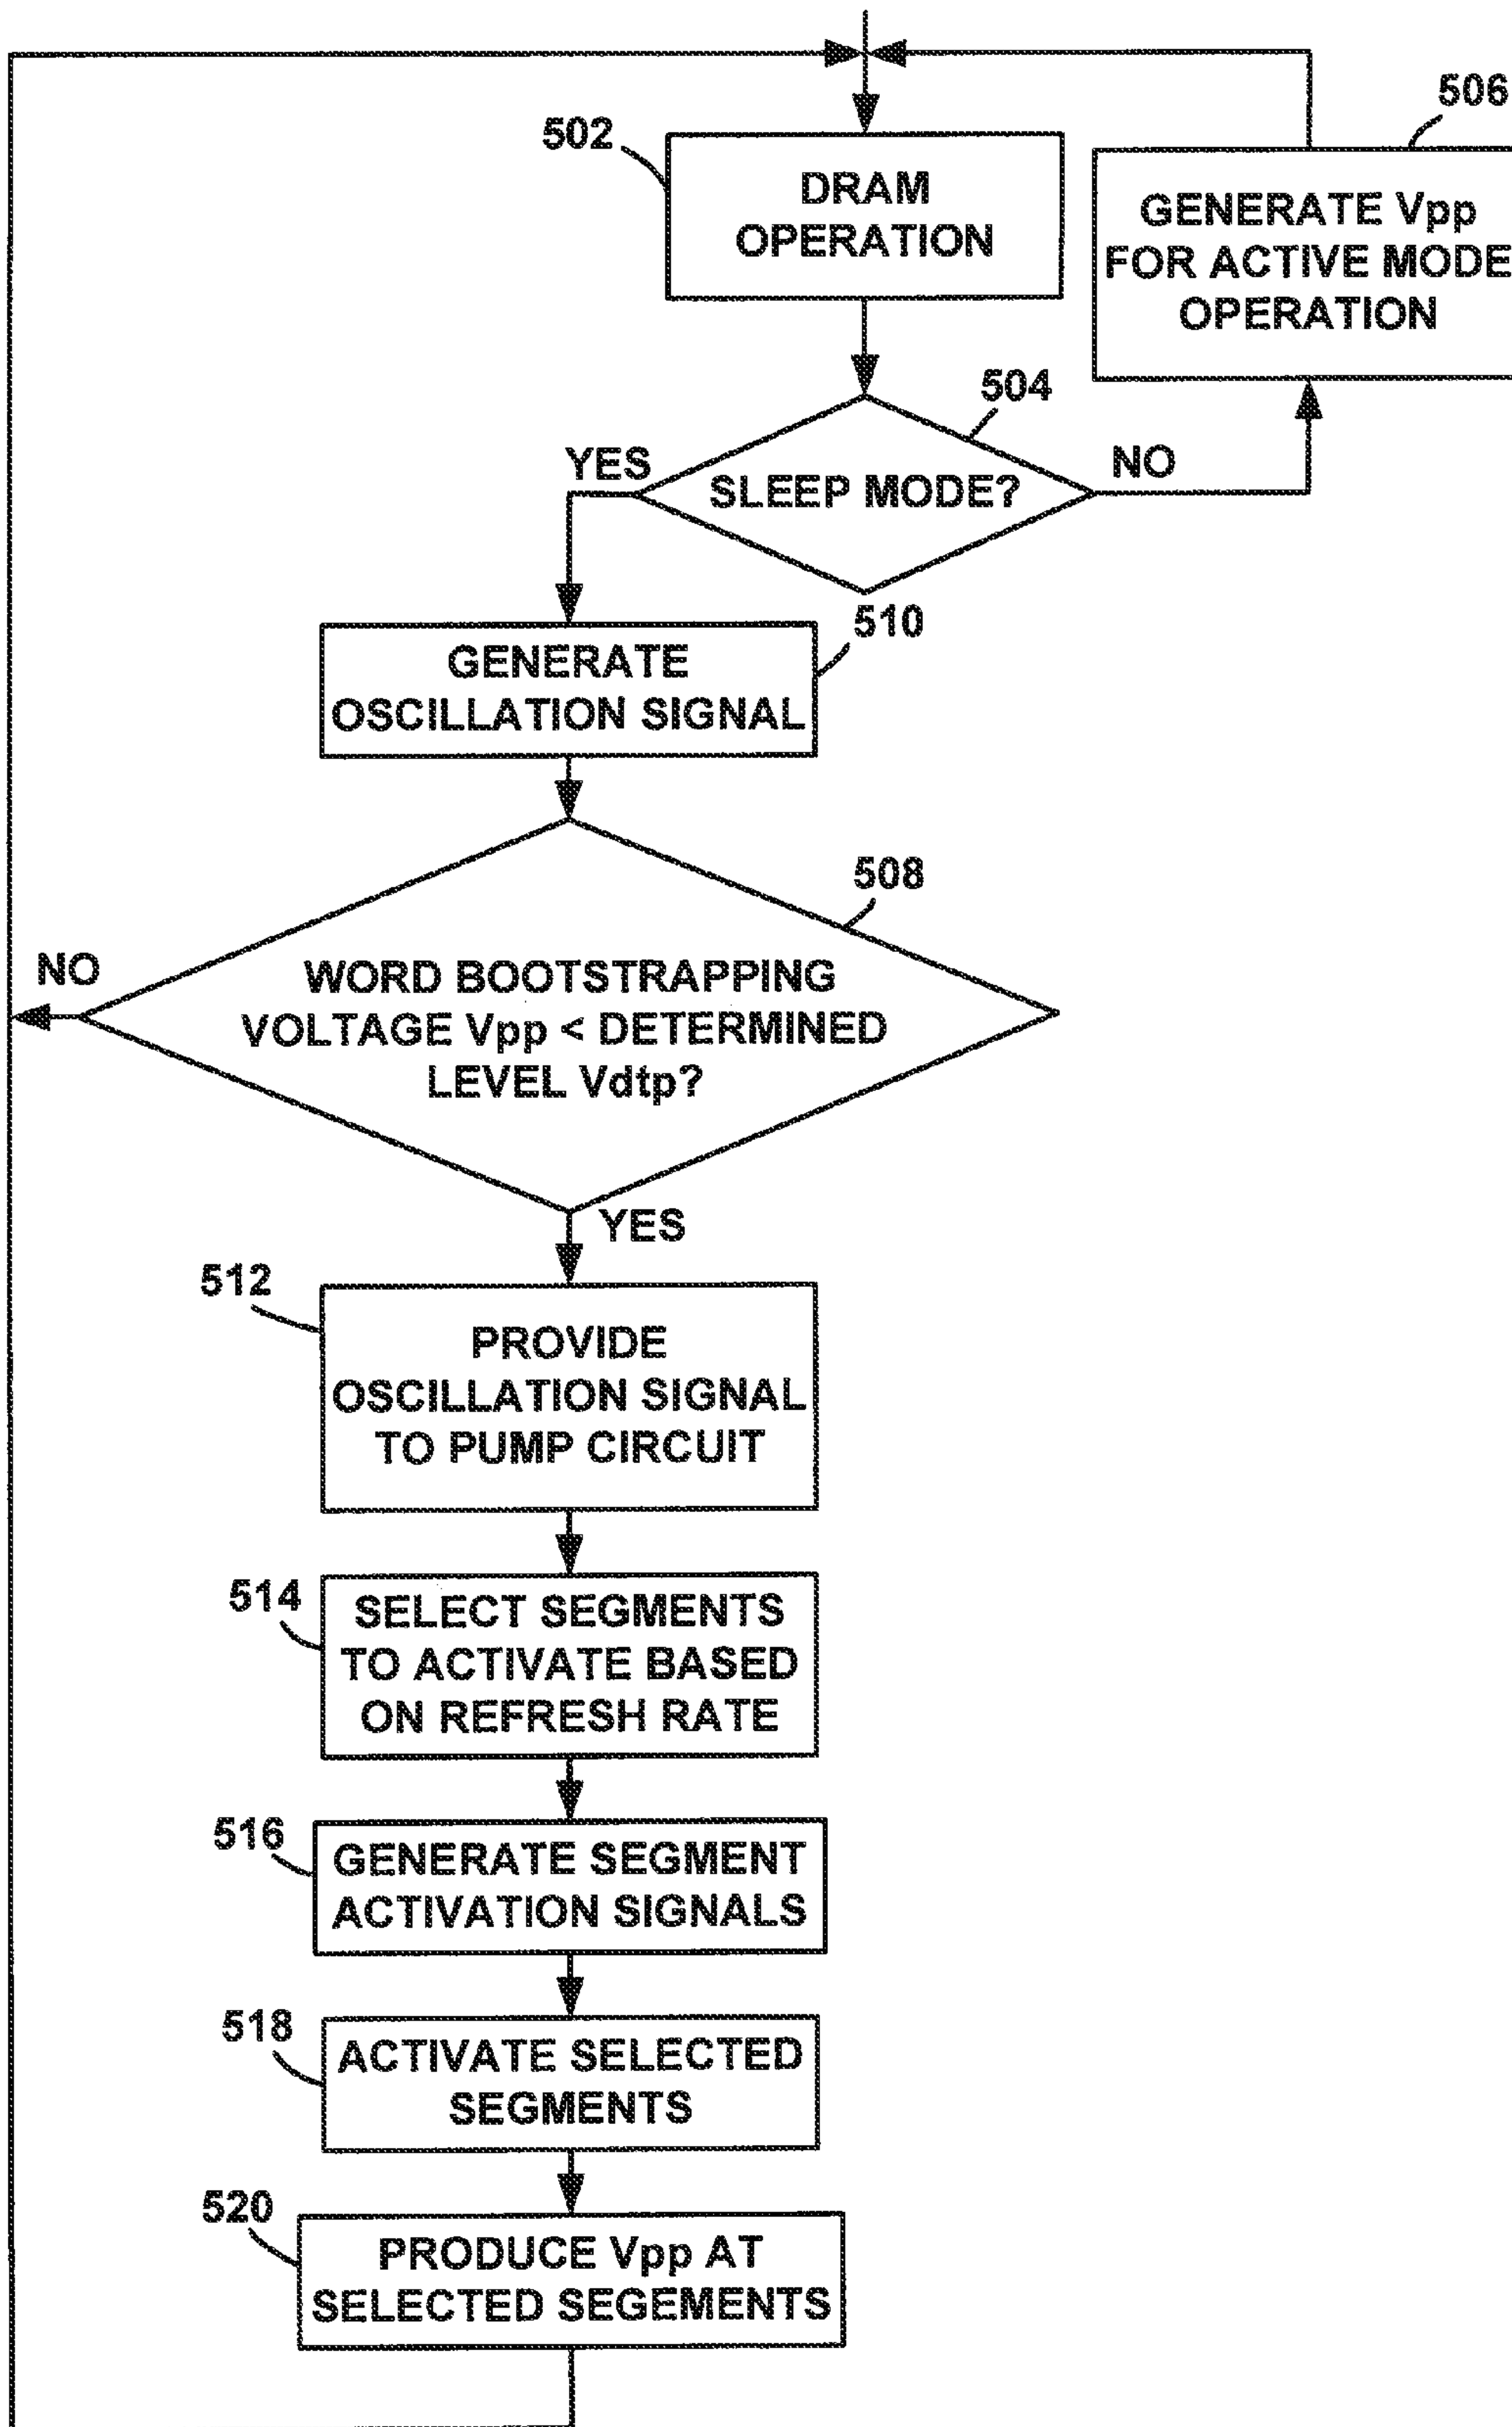 506
502
DRAM
OPERATION
GENERATE Vpp
FOR ACTIVE MODE
OPERATION
504
YES
SLEEP MODE?
NO
510
GENERATE
OSCILLATION SIGNAL
508
NO
WORD BOOTSTRAPPING
VOLTAGE Vpp < DETERMINED
LEVEL Vdtp?
YES
512
PROVIDE
OSCILLATION SIGNAL
TO PUMP CIRCUIT
514
SELECT SEGMENTS
TO ACTIVATE BASED
ON REFRESH RATE
516
GENERATE SEGMENT
ACTIVATION SIGNALS
518
ACTIVATE SELECTED
SEGMENTS
520
PRODUCE Vpp AT
SELECTED SEGEMENTS